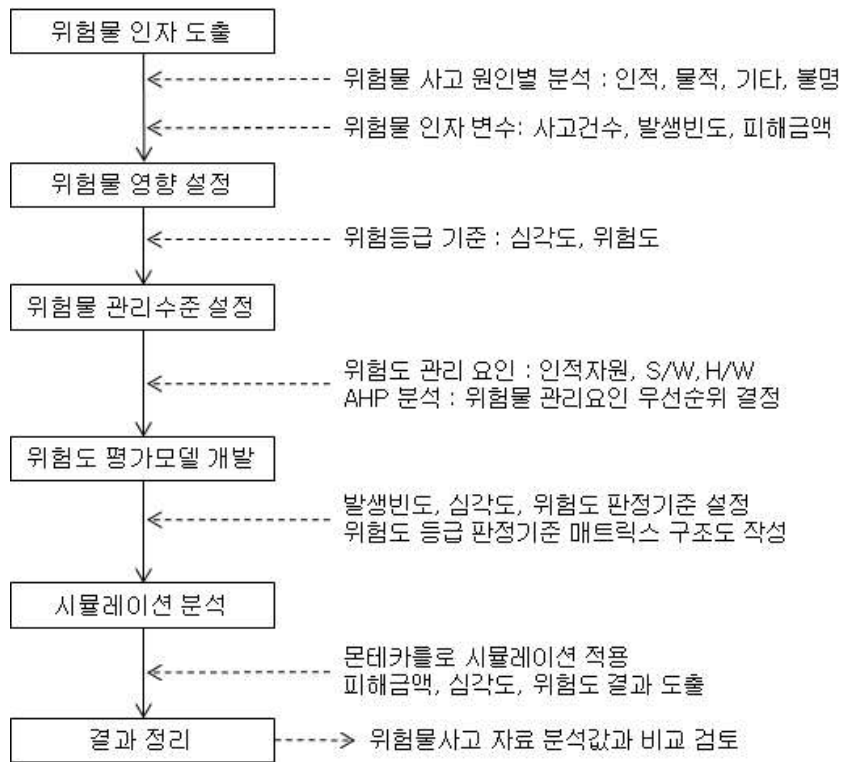 위험물 인자 도출
위험물 사고 원인별 분석 : 인적, 물적, 기타, 불명
위험물 인자 변수: 사고건수, 발생빈도, 피해금액
위험물 영향 설정
위험등급 기준 : 심각도, 위험도
위험물 관리수준 설정
위험도 관리 요인 : 인적자원, S/W, H/W
AHP 분석 : 위험물 관리요인 우선순위 결정
위험도 평가모델 개발
발생빈도, 심각도, 위험도 판정기준 설정
위험도 등급 판정기준 매트릭스 구조도 작성
시뮬레이션 분석
몬테카를로 시뮬레이션 적용
피해금액, 심각도, 위험도 결과 도출
결과 정리
위험물사고 자료 분석값과 비교 검토